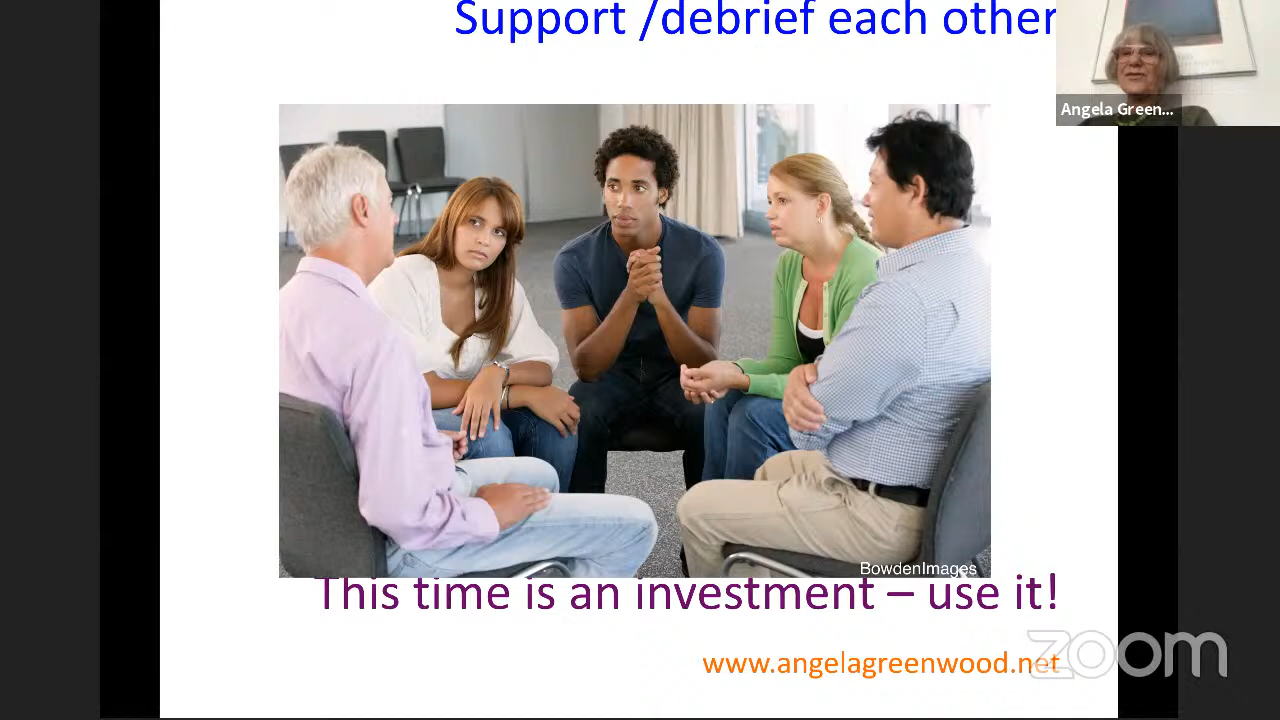 Support /debrief each other
Angela Green...
BowdenImages
This time is an investment – use it!
www.angelagreenwood.net
zoom